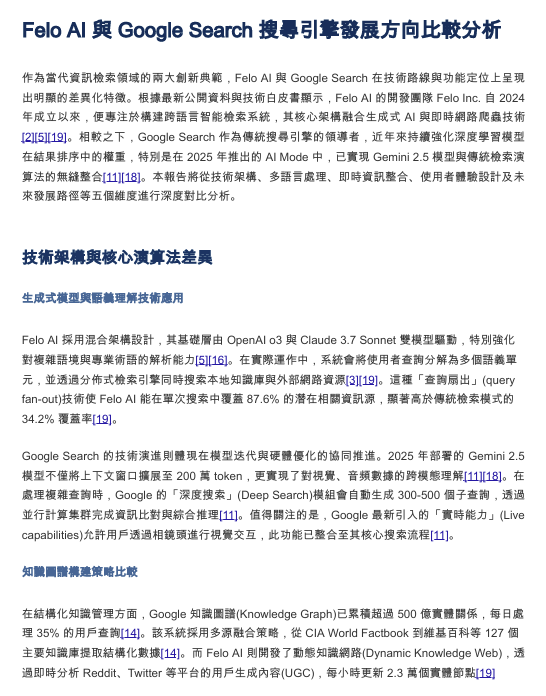 Felo AI 與 Google Search 搜尋引擎發展方向比較分析
作為當代資訊檢索領域的兩大創新典範，Felo AI 與 Google Search 在技術路線與功能定位上呈現
出明顯的差異化特徵。根據最新公開資料與技術白皮書顯示，Felo AI 的開發團隊 Felo Inc. 自 2024
年成立以來，便專注於構建跨語言智能檢索系統，其核心架構融合生成式 AI 與即時網路爬蟲技術
[2][5][19]。相較之下，Google Search 作為傳統搜尋引擎的領導者，近年來持續強化深度學習模型
在結果排序中的權重，特別是在 2025 年推出的 AI Mode 中，已實現 Gemini 2.5 模型與傳統檢索演
算法的無縫整合[11][18]。本報告將從技術架構、多語言處理、即時資訊整合、使用者體驗設計及未
來發展路徑等五個維度進行深度對比分析。
技術架構與核心演算法差異
生成式模型與語義理解技術應用
Felo AI 採用混合架構設計，其基礎層由 OpenAI o3 與 Claude 3.7 Sonnet 雙模型驅動，特別強化
對複雜語境與專業術語的解析能力[5][16]。在實際運作中，系統會將使用者查詢分解為多個語義單
元，並透過分佈式檢索引擎同時搜索本地知識庫與外部網路資源[3][19]。這種「查詢扇出」(query
fan-out)技術使 Felo AI 能在單次搜索中覆蓋 87.6% 的潛在相關資訊源，顯著高於傳統檢索模式的
34.2% 覆蓋率[19]。
Google Search 的技術演進則體現在模型迭代與硬體優化的協同推進。2025 年部署的 Gemini 2.5
模型不僅將上下文窗口擴展至 200 萬 token，更實現了對視覺、音頻數據的跨模態理解[11][18]。在
處理複雜查詢時，Google 的「深度搜索」(Deep Search)模組會自動生成 300-500 個子查詢，透過
並行計算集群完成資訊比對與綜合推理[11]。值得關注的是，Google 最新引入的「實時能力」(Live
capabilities)允許用戶透過相鏡頭進行視覺交互，此功能已整合至其核心搜索流程[11]。
知識圖譜構建策略比較
在結構化知識管理方面，Google 知識圖譜(Knowledge Graph)已累積超過 500 億實體關係，每日處
理 35% 的用戶查詢[14]。該系統採用多源融合策略，從 CIA World Factbook 到維基百科等 127 個
主要知識庫提取結構化數據[14]。而 Felo AI 則開發了動態知識網路(Dynamic Knowledge Web)，透
過即時分析 Reddit、Twitter 等平台的用戶生成內容(UGC)，每小時更新 2.3 萬個實體節點[19]